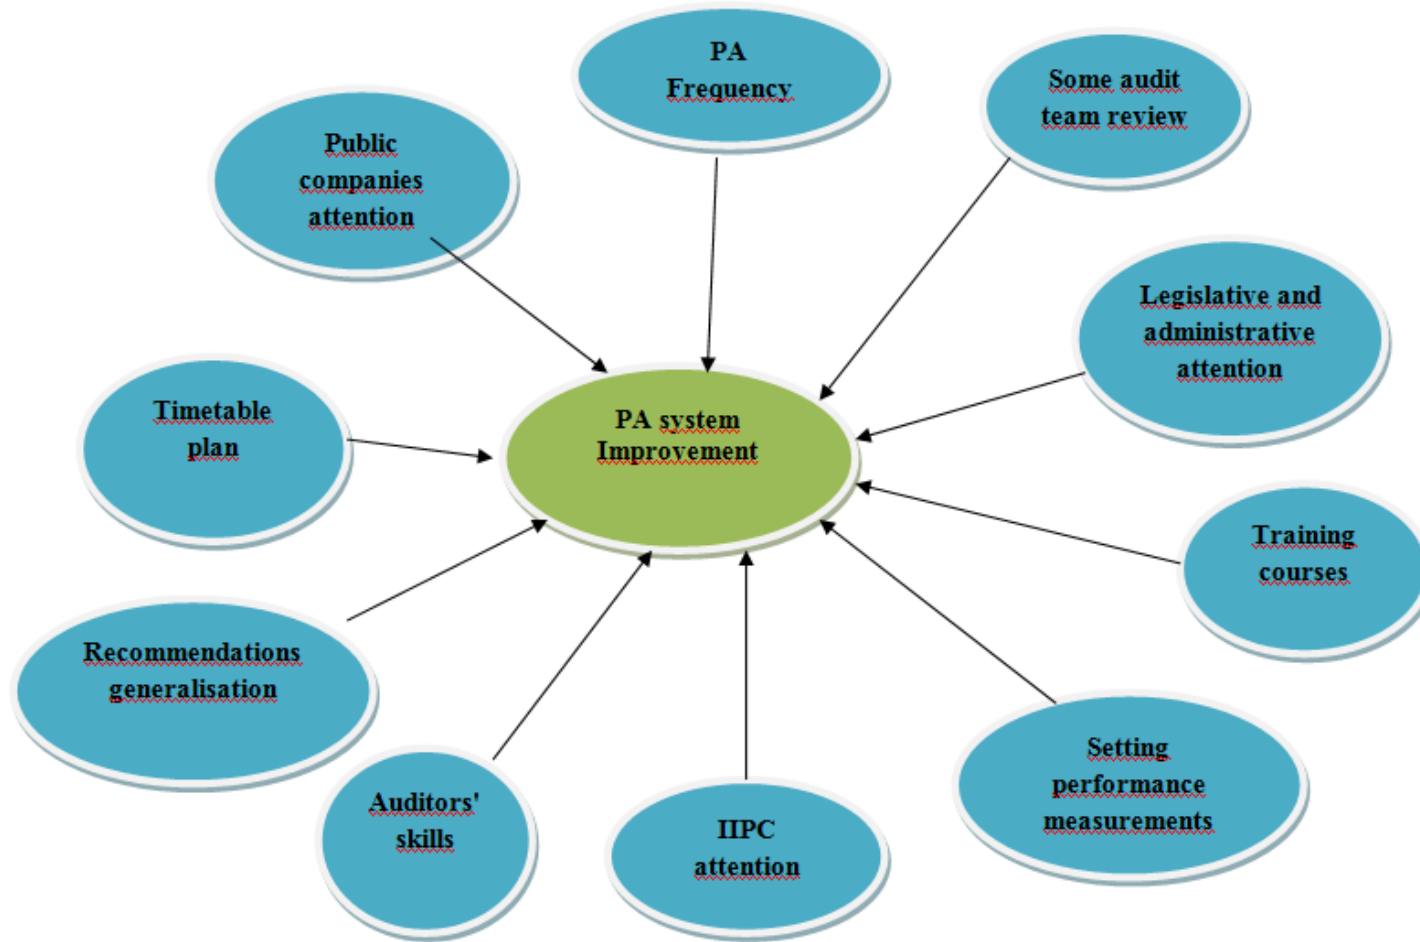 PA
Frequency
Some audit
team review
Public
companies
attention
Legislative and
administrative
attention
Timetable
plan
PA system
Improvement
Training
courses
Recommendations
generalisation
Setting
performance
measurements
Auditors'
skills
IIPC
attention